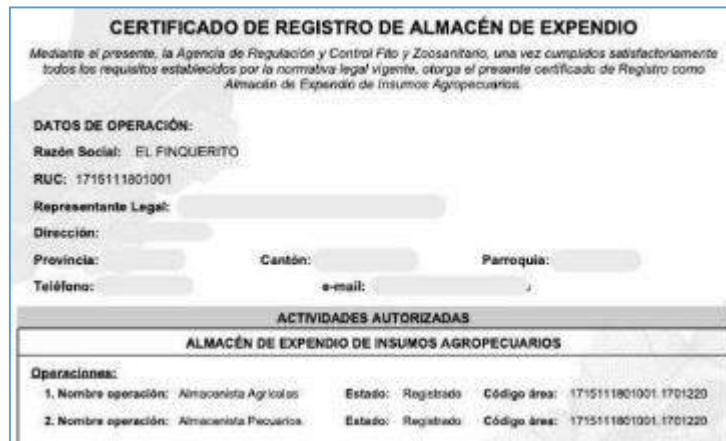 CERTIFICADO DE REGISTRO DE ALMACÉN DE EXPENDIO
Mediante el presente, la Agencia de Regulación y Control Fito y Zoosanitario, una vez cumplidos satisfactoriamente
todos los requisitos establecidos por la normativa legal vigente, otorga el presente certificado de Registro como
Almacén de Expendio de Insumos Agropecuarios.
DATOS DE OPERACIÓN:
Razón Social: EL FINQUERITO
RUC: 1715111801001
Representante Legal:
Dirección:
Provincia: Cantón: Parroquia:
Teléfono: e-mail:
ACTIVIDADES AUTORIZADAS
ALMACÉN DE EXPENDIO DE INSUMOS AGROPECUARIOS
Operaciones:
1. Nombre operación: Almacenista Agrícolas Estado: Registrado Código área: 1715111801001.1701220
2. Nombre operación: Almacenista Pecuarios Estado: Registrado Código área: 1715111801001.1701220